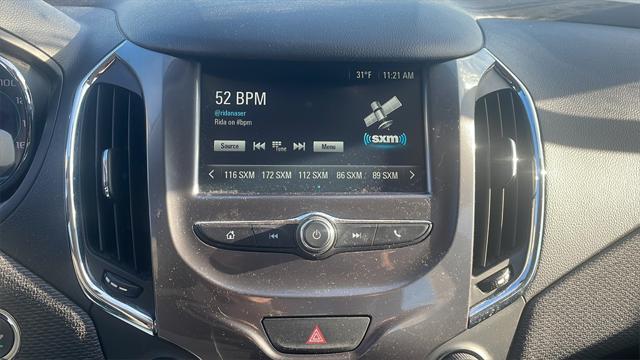 31°F 11:21 AM
52 BPM
@ridanaser
Rida on #bpm
sxm
Source Tune Menu
116 SXM 172 SXM 112 SXM 86 SXM 89 SXM